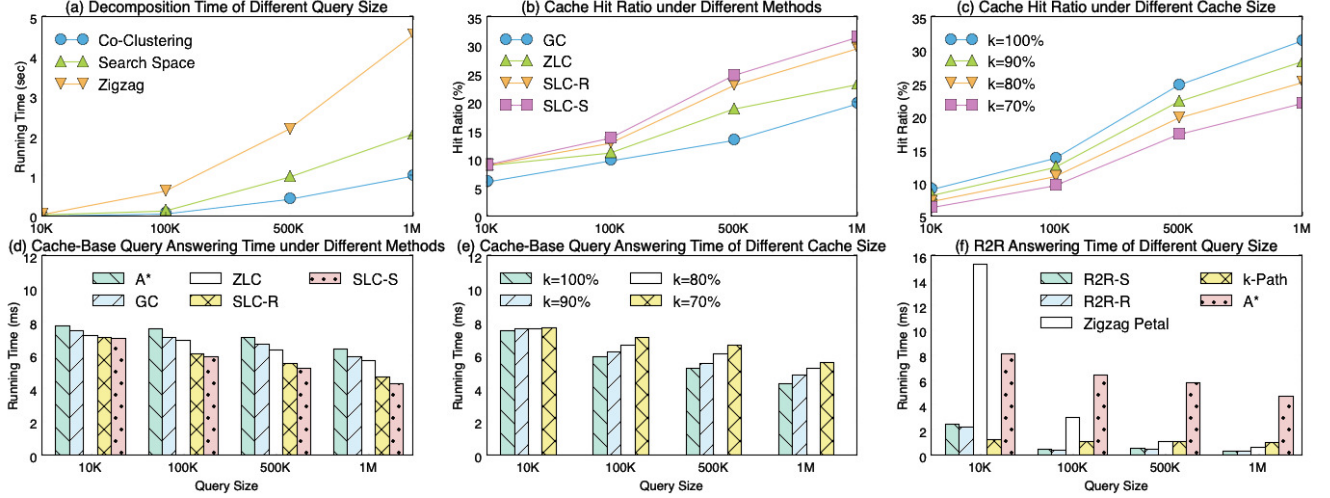 (a) Decomposition Time of Different Query Size
5
4
3
2
1
0
Running Time (sec)
Co-Clustering
Search Space
Zigzag
10K 100K 500K 1M
(b) Cache Hit Ratio under Different Methods
35
30
25
20
15
10
5
0
Hit Ratio (%)
GC
ZLC
SLC-R
SLC-S
10K 100K 500K 1M
(c) Cache Hit Ratio under Different Cache Size
35
30
25
20
15
10
5
Hit Ratio (%)
k=100%
k=90%
k=80%
k=70%
10K 100K 500K 1M
(d) Cache-Base Query Answering Time under Different Methods
12
10
8
6
4
2
0
Running Time (ms)
A* ZLC SLC-S
GC SLC-R
10K 100K 500K 1M
Query Size
(e) Cache-Base Query Answering Time of Different Cache Size
12
10
8
6
4
2
0
Running Time (ms)
k=100% k=80%
k=90% k=70%
10K 100K 500K 1M
Query Size
(f) R2R Answering Time of Different Query Size
16
14
12
10
8
6
4
2
0
Running Time (ms)
R2R-S k-Path
R2R-R A*
Zigzag Petal
10K 100K 500K 1M
Query Size